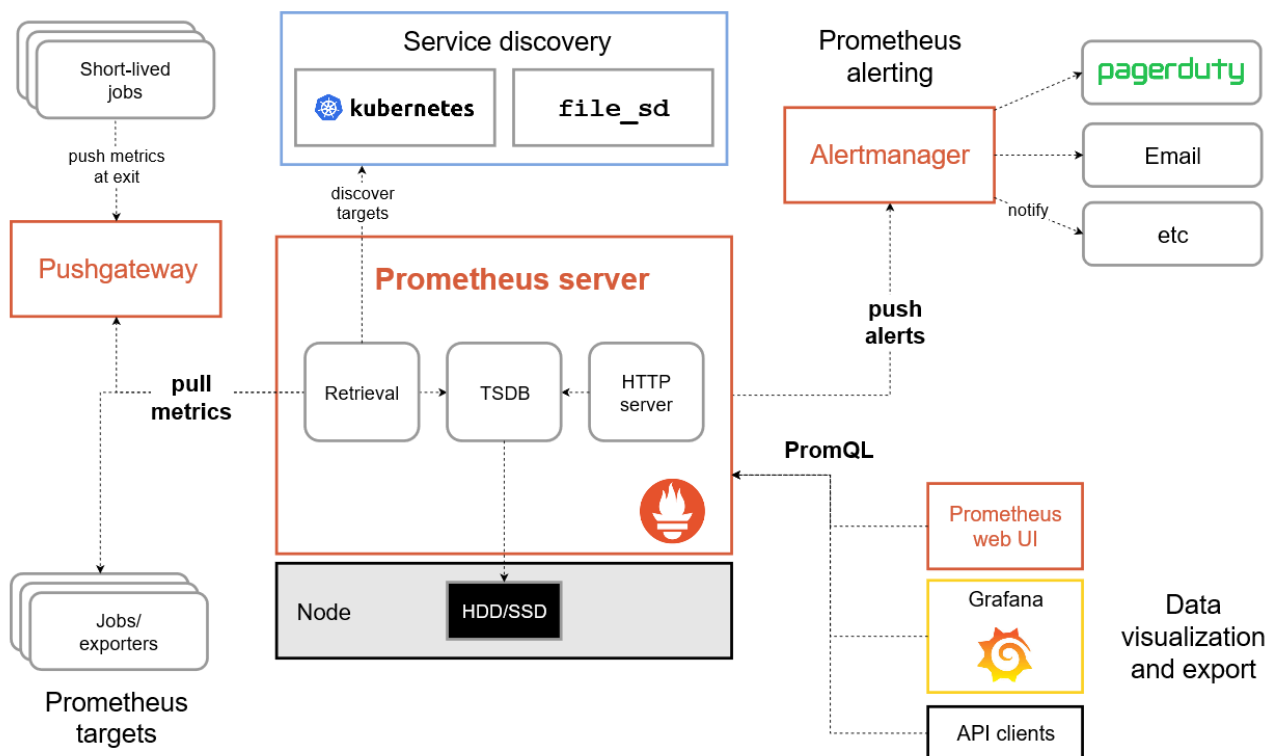 Short-lived
jobs
push metrics
at exit
Pushgateway
Service discovery
kubernetes
file_sd
discover
targets
Prometheus
alerting
Alertmanager
pagerduty
Email
notify
etc
Prometheus server
push
alerts
pull
metrics
Retrieval
TSDB
HTTP
server
PromQL
Node
HDD/SSD
Jobs/
exporters
Prometheus
targets
Prometheus
web UI
Grafana
API clients
Data
visualization
and export